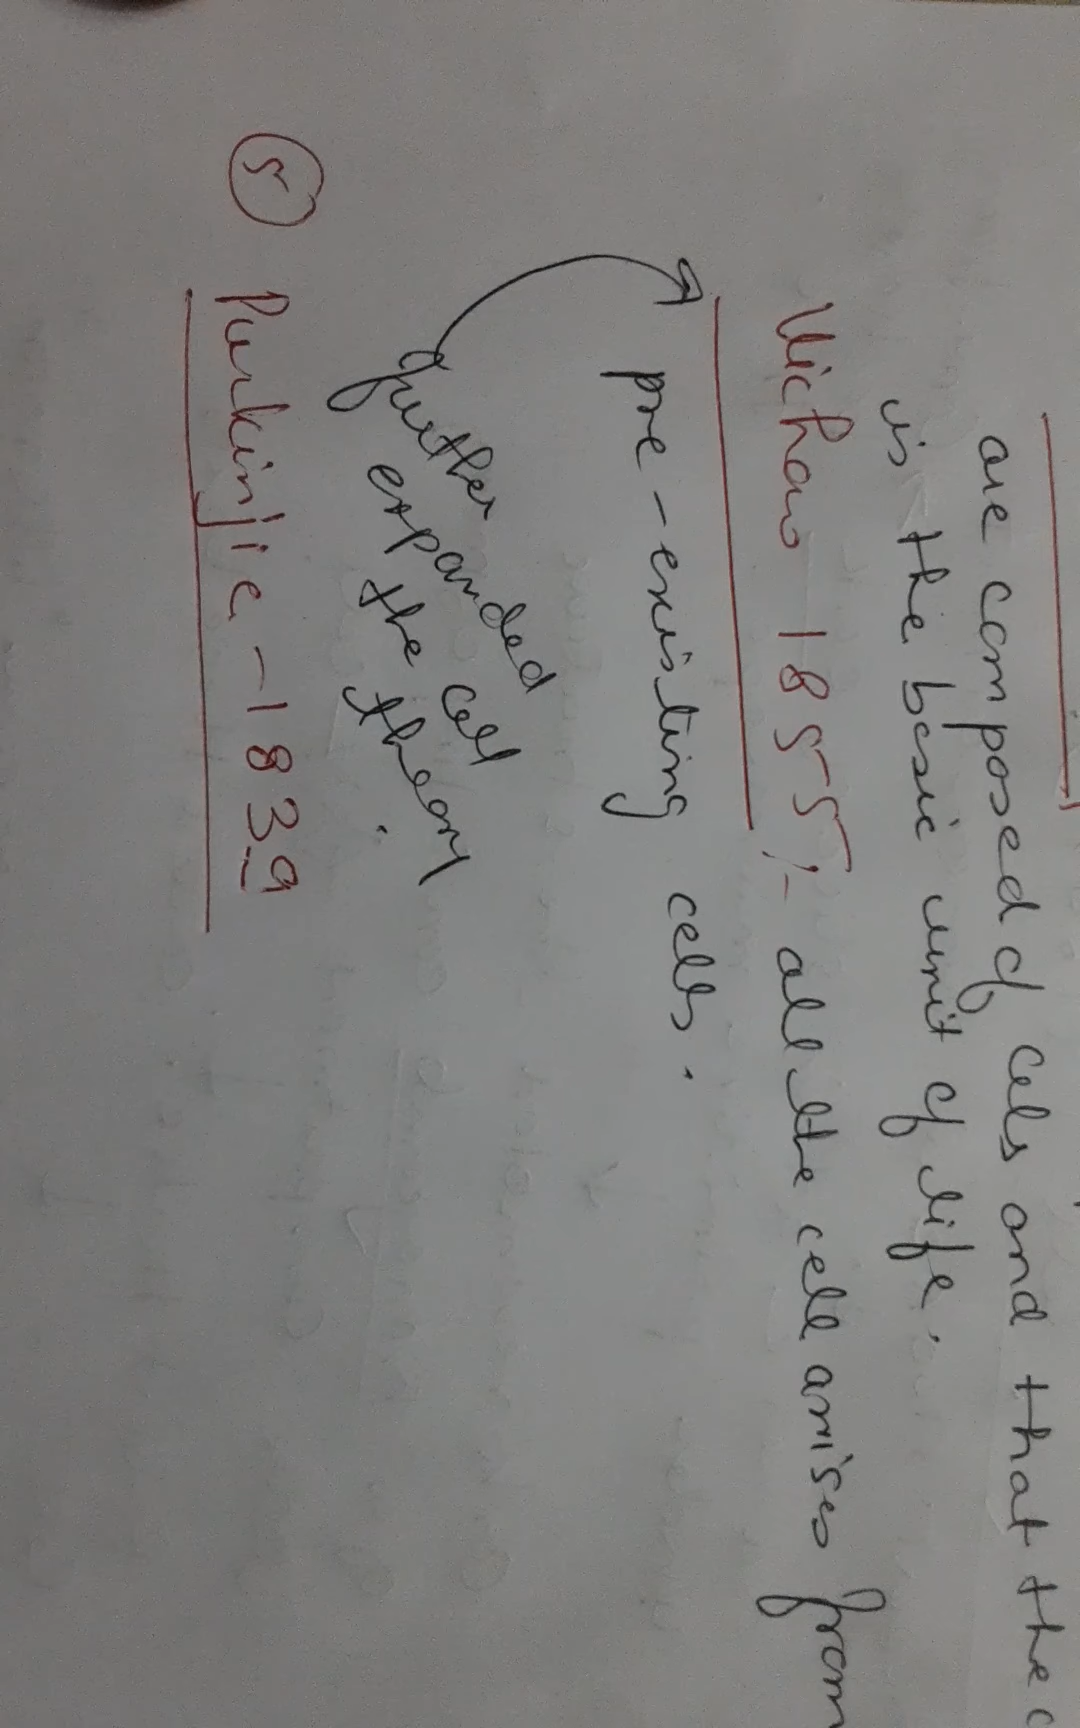 are composed of cells and that the c
is the basic unit of life.
Vichow 1855:- all the cell arises from
pre-existing cells.
further
expanded
the cell
theory.
5 Purkinjie - 1839